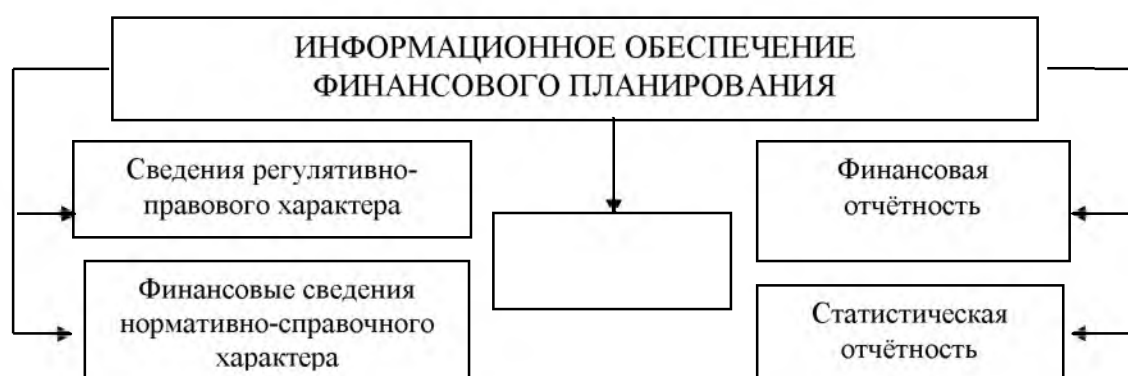 ИНФОРМАЦИОННОЕ ОБЕСПЕЧЕНИЕ
ФИНАНСОВОГО ПЛАНИРОВАНИЯ
Сведения регулятивно-
правового характера
Финансовые сведения
нормативно-справочного
характера
Финансовая
отчётность
Статистическая
отчётность